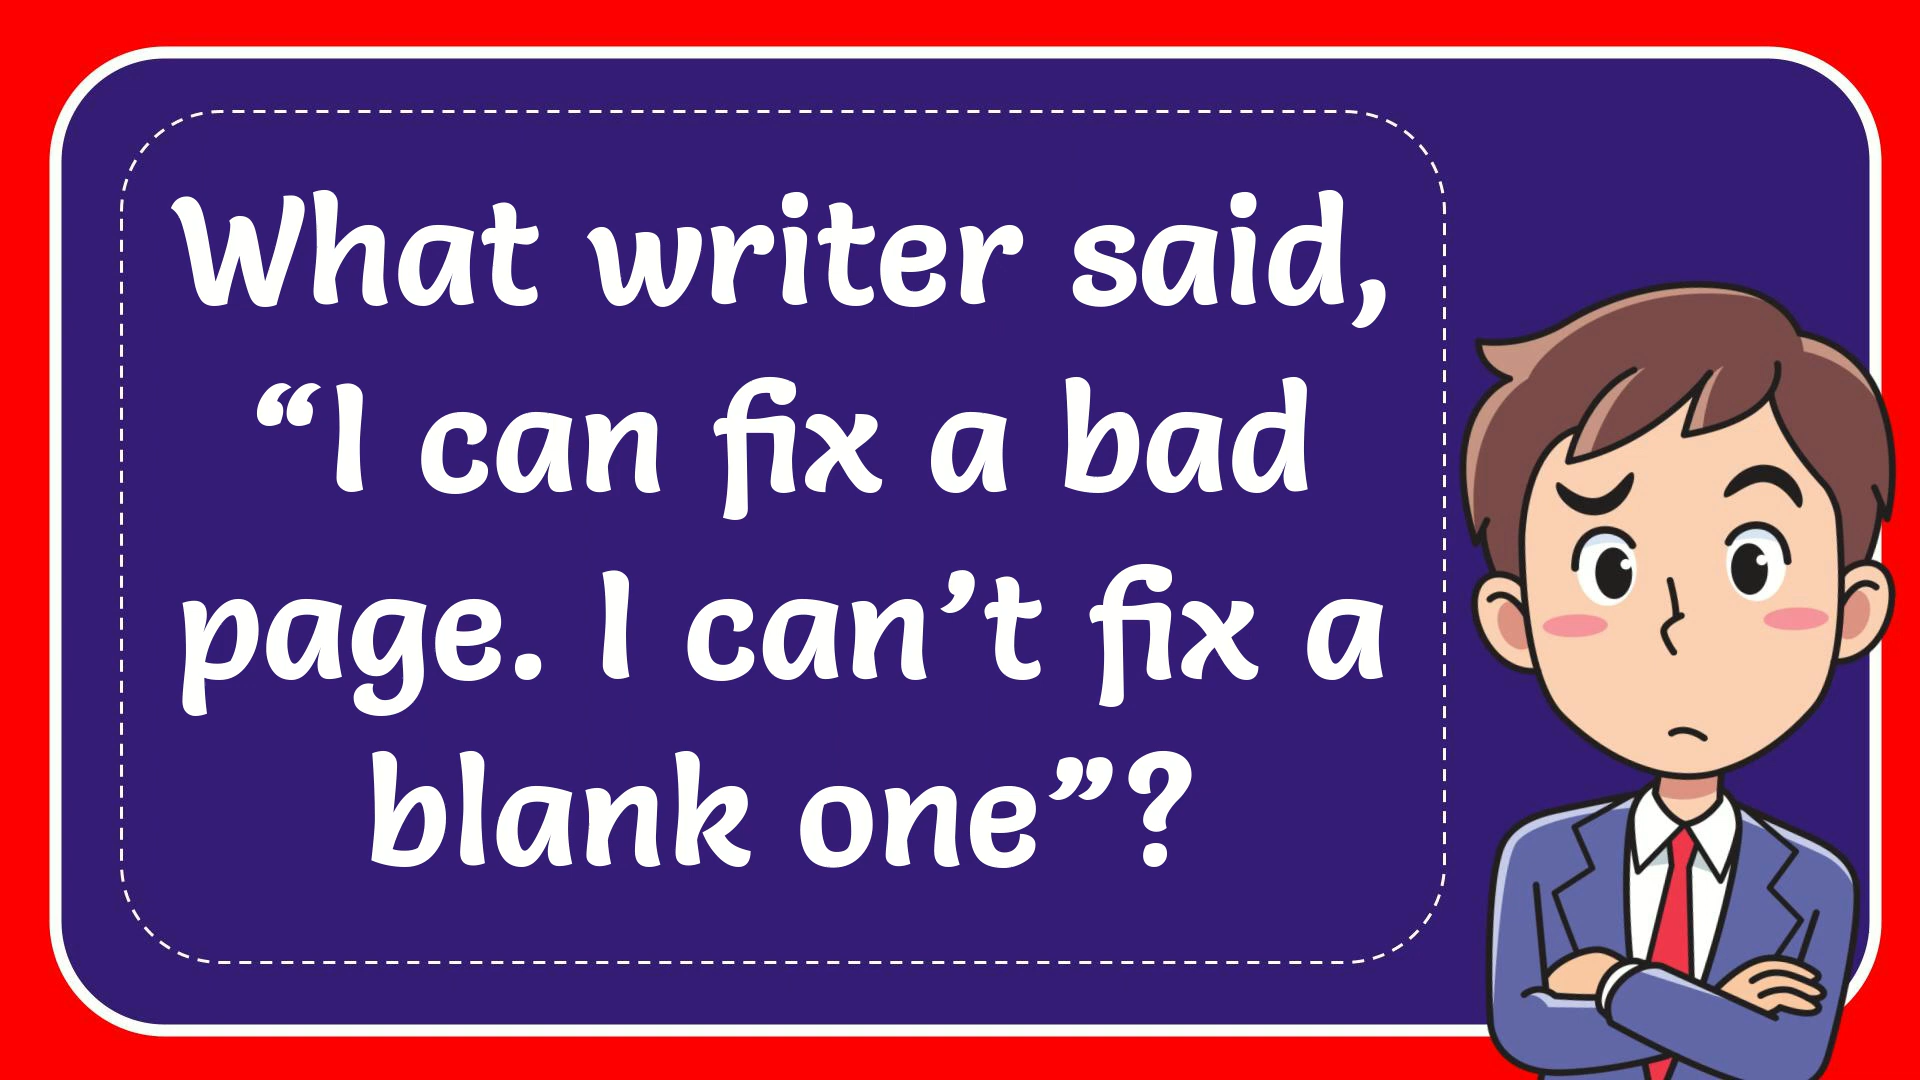 What writer said,
“I can fix a bad
page. I can’t fix a
blank one”?